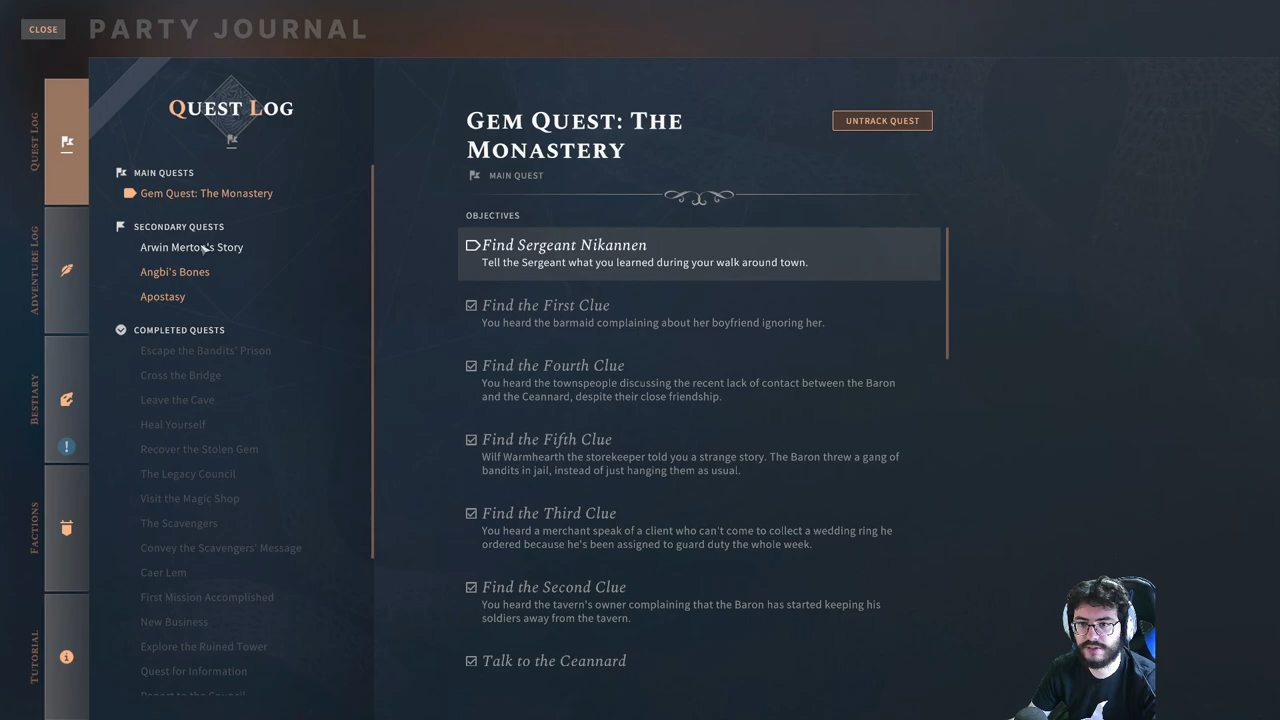 CLOSE
PARTY JOURNAL
QUEST LOG
ADVENTURE LOG
BESTIARY
FACTIONS
TUTORIAL
QUEST LOG
MAIN QUESTS
Gem Quest: The Monastery
SECONDARY QUESTS
Arwin Merton's Story
Angbi's Bones
Apostasy
COMPLETED QUESTS
Escape the Bandits' Prison
Cross the Bridge
Leave the Cave
Heal Yourself
Recover the Stolen Gem
The Legacy Council
Visit the Magic Shop
The Scavengers
Convey the Scavengers' Message
Caer Lem
First Mission Accomplished
New Business
Explore the Ruined Tower
Quest for Information
Report to the Council
GEM QUEST: THE
MONASTERY
UNTRACK QUEST
MAIN QUEST
OBJECTIVES
Find Sergeant Nikannen
Tell the Sergeant what you learned during your walk around town.
Find the First Clue
You heard the barmaid complaining about her boyfriend ignoring her.
Find the Fourth Clue
You heard the townspeople discussing the recent lack of contact between the Baron
and the Ceannard, despite their close friendship.
Find the Fifth Clue
Wilf Warmhearth the storekeeper told you a strange story. The Baron threw a gang of
bandits in jail, instead of just hanging them as usual.
Find the Third Clue
You heard a merchant speak of a client who can't come to collect a wedding ring he
ordered because he's been assigned to guard duty the whole week.
Find the Second Clue
You heard the tavern's owner complaining that the Baron has started keeping his
soldiers away from the tavern.
Talk to the Ceannard